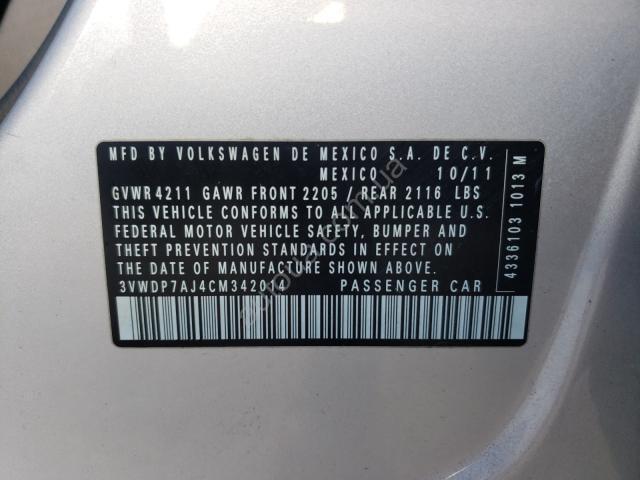 MFD BY VOLKSWAGEN DE MEXICO S.A. DE C.V.
MEXICO 10/11
GVWR 4211 GAWR FRONT 2205 / REAR 2116 LBS
THIS VEHICLE CONFORMS TO ALL APPLICABLE U.S.
FEDERAL MOTOR VEHICLE SAFETY, BUMPER AND
THEFT PREVENTION STANDARDS IN EFFECT ON
DATE OF MANUFACTURE SHOWN ABOVE.
3VWDP7AJ4CM342014 PASSENGER CAR
4336103 1013 M